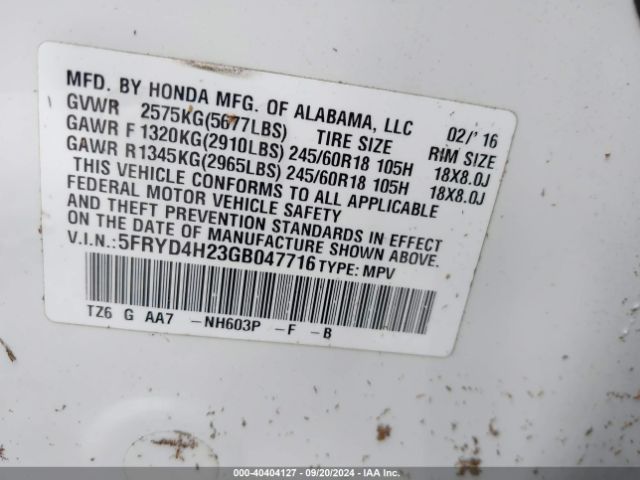 MFD. BY HONDA MFG. OF ALABAMA, LLC 02/'16
GVWR 2575KG(5677LBS) TIRE SIZE RIM SIZE
GAWR F 1320KG(2910LBS) 245/60R18 105H 18X8.0J
GAWR R 1345KG(2965LBS) 245/60R18 105H 18X8.0J
THIS VEHICLE CONFORMS TO ALL APPLICABLE
FEDERAL MOTOR VEHICLE SAFETY
AND THEFT PREVENTION STANDARDS IN EFFECT
ON THE DATE OF MANUFACTURE SHOWN ABOVE.
V.I.N.: 5FRYD4H23GB047716 TYPE: MPV
TZ6 G AA7 -NH603P -F -B
000-40404127 - 09/20/2024 - IAA Inc.